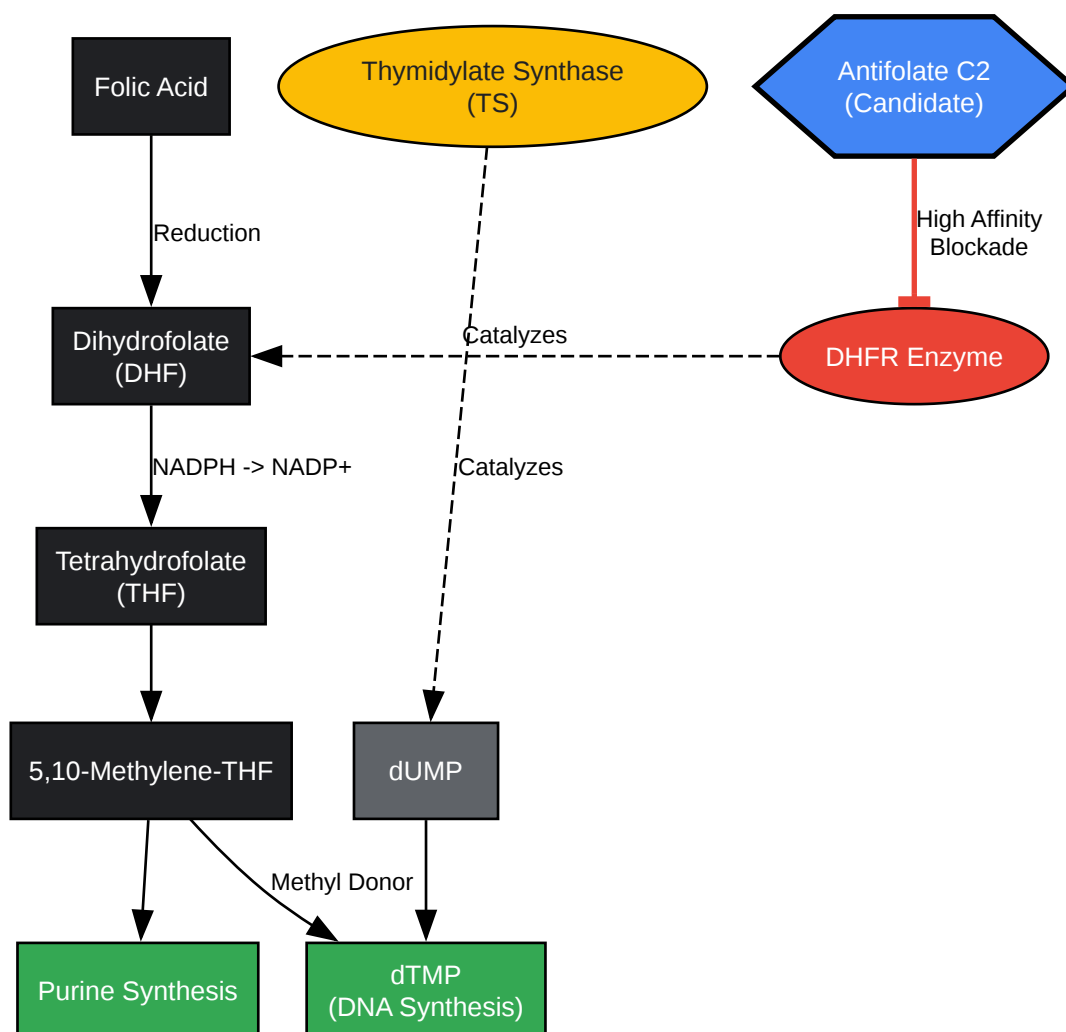 Folic Acid
Thymidylate Synthase
(TS)
Antifolate C2
(Candidate)
Reduction
High Affinity
Blockade
Dihydrofolate
(DHF)
Catalyzes
DHFR Enzyme
NADPH -> NADP+
Catalyzes
Tetrahydrofolate
(THF)
5,10-Methylene-THF
dUMP
Methyl Donor
Purine Synthesis
dTMP
(DNA Synthesis)